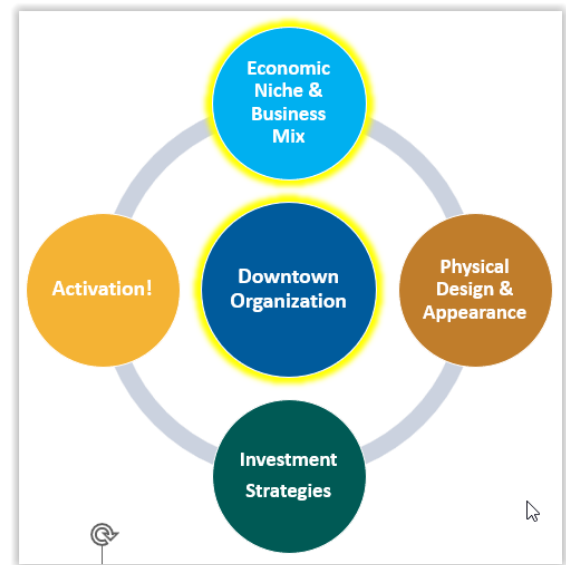 Economic
Niche &
Business
Mix
Activation!
Downtown
Organization
Physical
Design &
Appearance
Investment
Strategies